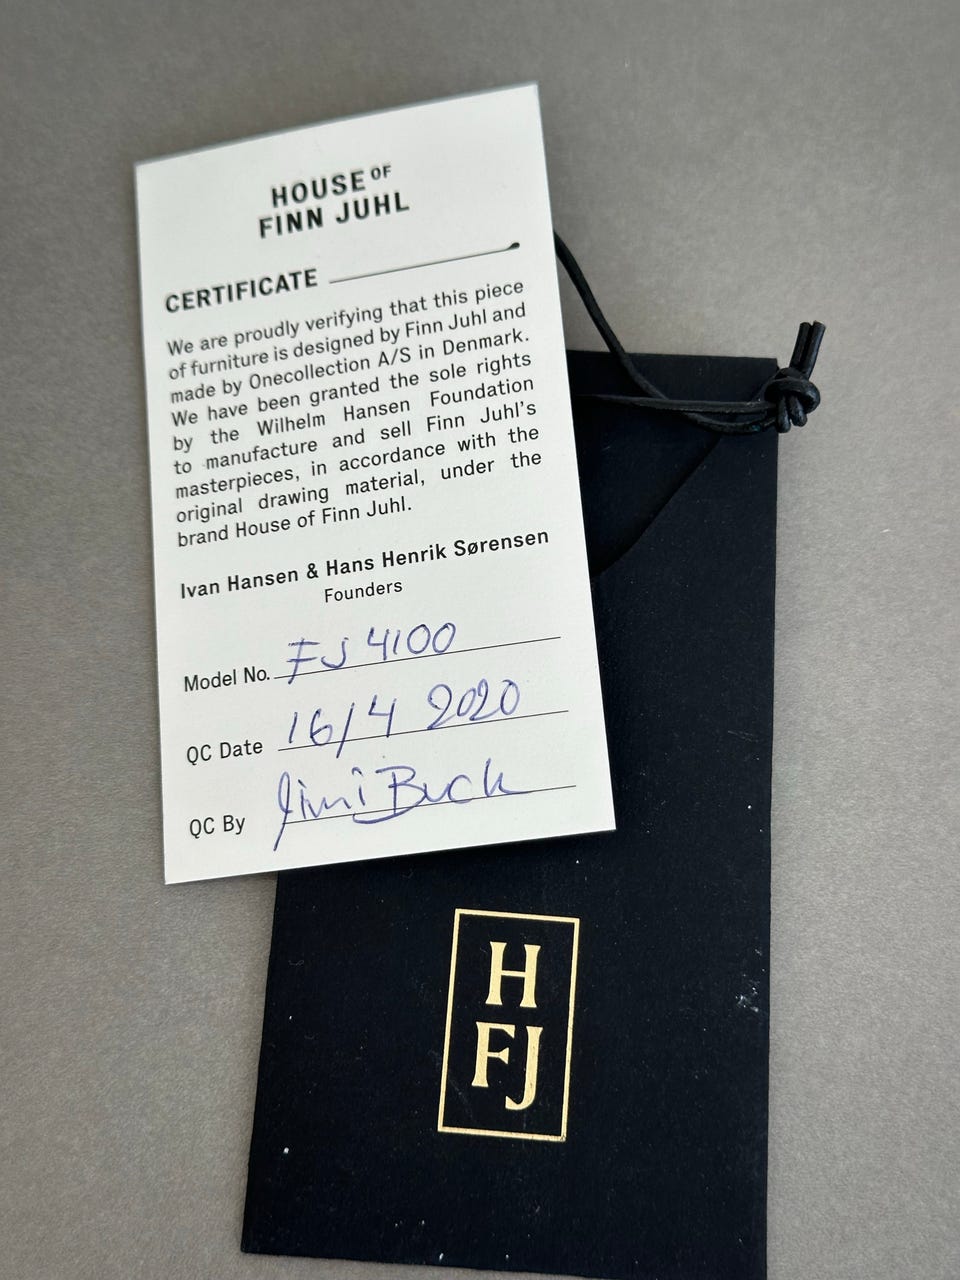 HOUSE OF
FINN JUHL
CERTIFICATE
We are proudly verifying that this piece
of furniture is designed by Finn Juhl and
made by Onecollection A/S in Denmark.
We have been granted the sole rights
by the Wilhelm Hansen Foundation
to manufacture and sell Finn Juhl's
masterpieces, in accordance with the
original drawing material, under the
brand House of Finn Juhl.
Ivan Hansen & Hans Henrik Sørensen
Founders
Model No. FJ 4100
QC Date 16/4 2020
QC By Jimi Buck
H
FJ